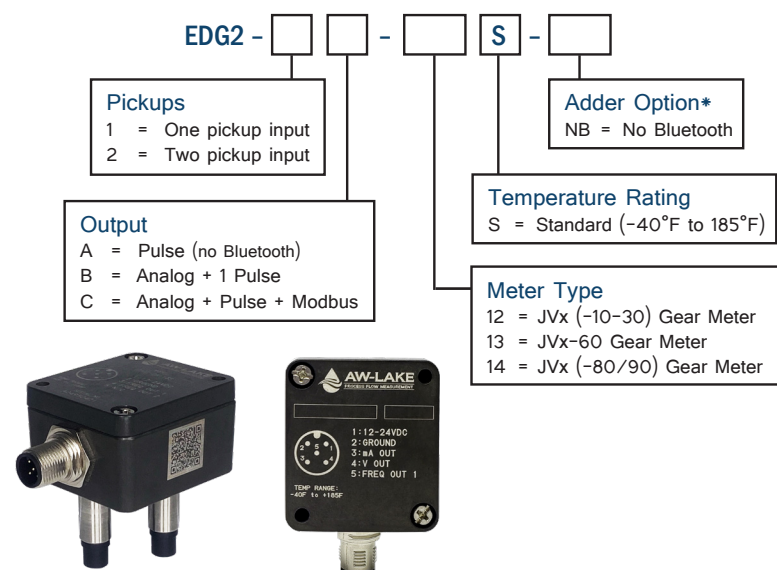 EDG2 - - S -
Pickups
1 = One pickup input
2 = Two pickup input
Adder Option*
NB = No Bluetooth
Output
A = Pulse (no Bluetooth)
B = Analog + 1 Pulse
C = Analog + Pulse + Modbus
Temperature Rating
S = Standard (-40°F to 185°F)
Meter Type
12 = JVx (-10-30) Gear Meter
13 = JVx-60 Gear Meter
14 = JVx (-80/90) Gear Meter
AW-LAKE
PROCESS FLOW MEASUREMENT
1:12-24VDC
2:GROUND
3:mA OUT
4:V OUT
5:FREQ OUT 1
TEMP RANGE:
-40F to +185F